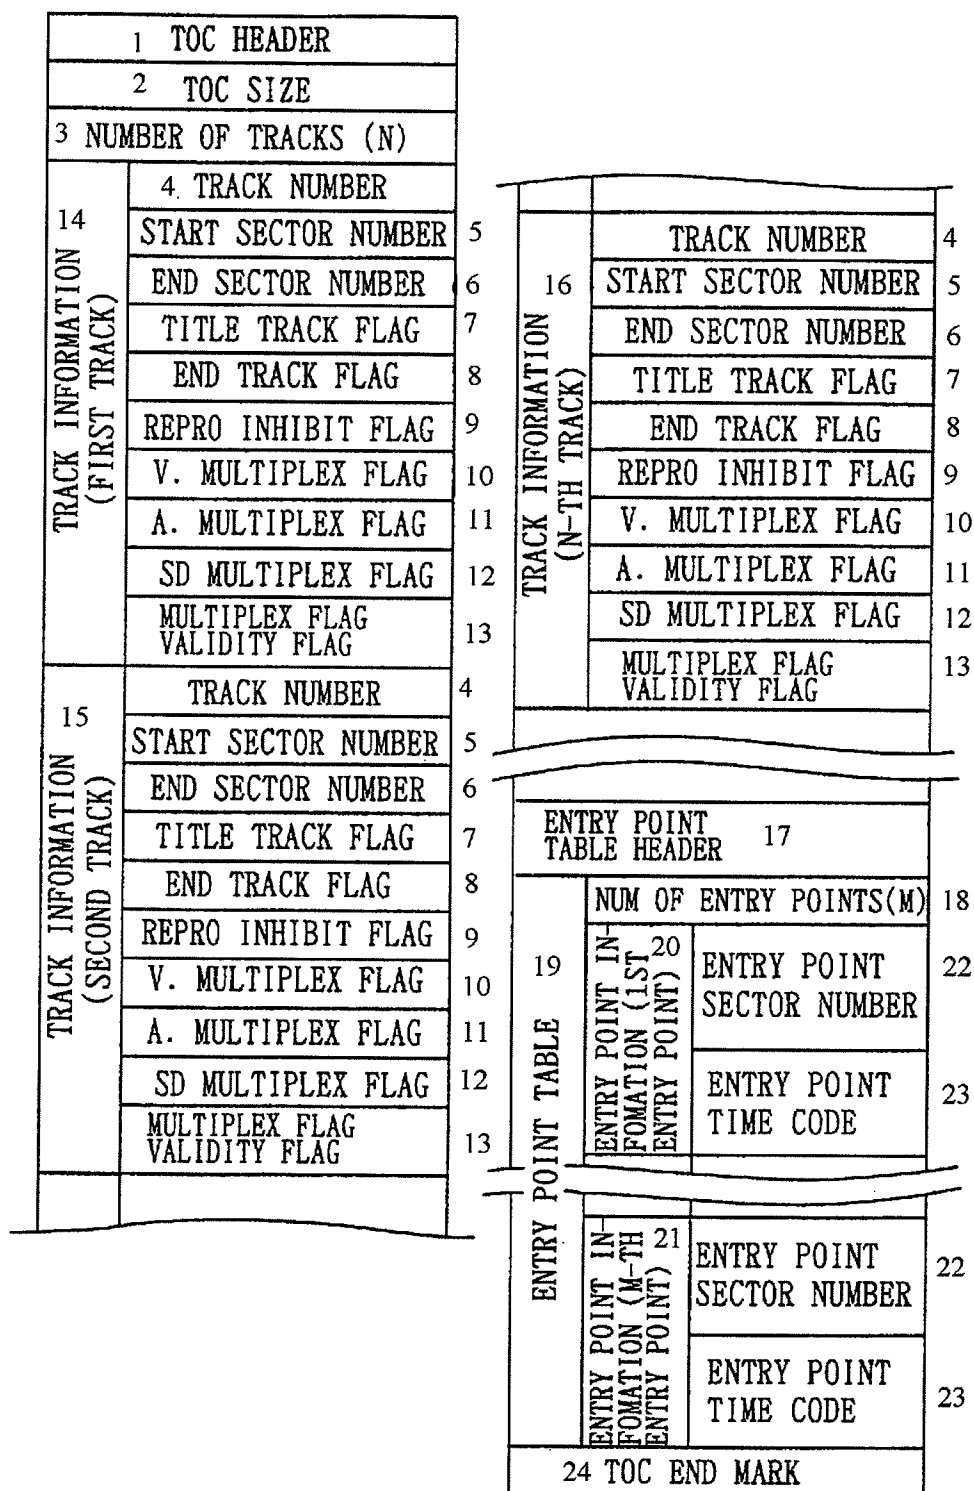 1 TOC HEADER
2 TOC SIZE
3 NUMBER OF TRACKS (N)
14
TRACK INFORMATION
(FIRST TRACK)
4. TRACK NUMBER
START SECTOR NUMBER 5
END SECTOR NUMBER 6
TITLE TRACK FLAG 7
END TRACK FLAG 8
REPRO INHIBIT FLAG 9
V. MULTIPLEX FLAG 10
A. MULTIPLEX FLAG 11
SD MULTIPLEX FLAG 12
MULTIPLEX FLAG
VALIDITY FLAG 13
15
TRACK INFORMATION
(SECOND TRACK)
TRACK NUMBER 4
START SECTOR NUMBER 5
END SECTOR NUMBER 6
TITLE TRACK FLAG 7
END TRACK FLAG 8
REPRO INHIBIT FLAG 9
V. MULTIPLEX FLAG 10
A. MULTIPLEX FLAG 11
SD MULTIPLEX FLAG 12
MULTIPLEX FLAG
VALIDITY FLAG 13
16
TRACK INFORMATION
(N-TH TRACK)
TRACK NUMBER 4
START SECTOR NUMBER 5
END SECTOR NUMBER 6
TITLE TRACK FLAG 7
END TRACK FLAG 8
REPRO INHIBIT FLAG 9
V. MULTIPLEX FLAG 10
A. MULTIPLEX FLAG 11
SD MULTIPLEX FLAG 12
MULTIPLEX FLAG 13
VALIDITY FLAG
ENTRY POINT
TABLE HEADER 17
19
ENTRY POINT TABLE
NUM OF ENTRY POINTS(M) 18
20
ENTRY POINT IN-
FOMATION (1ST
ENTRY POINT)
ENTRY POINT 22
SECTOR NUMBER
ENTRY POINT 23
TIME CODE
21
ENTRY POINT IN-
FOMATION (M-TH
ENTRY POINT)
ENTRY POINT 22
SECTOR NUMBER
ENTRY POINT 23
TIME CODE
24 TOC END MARK